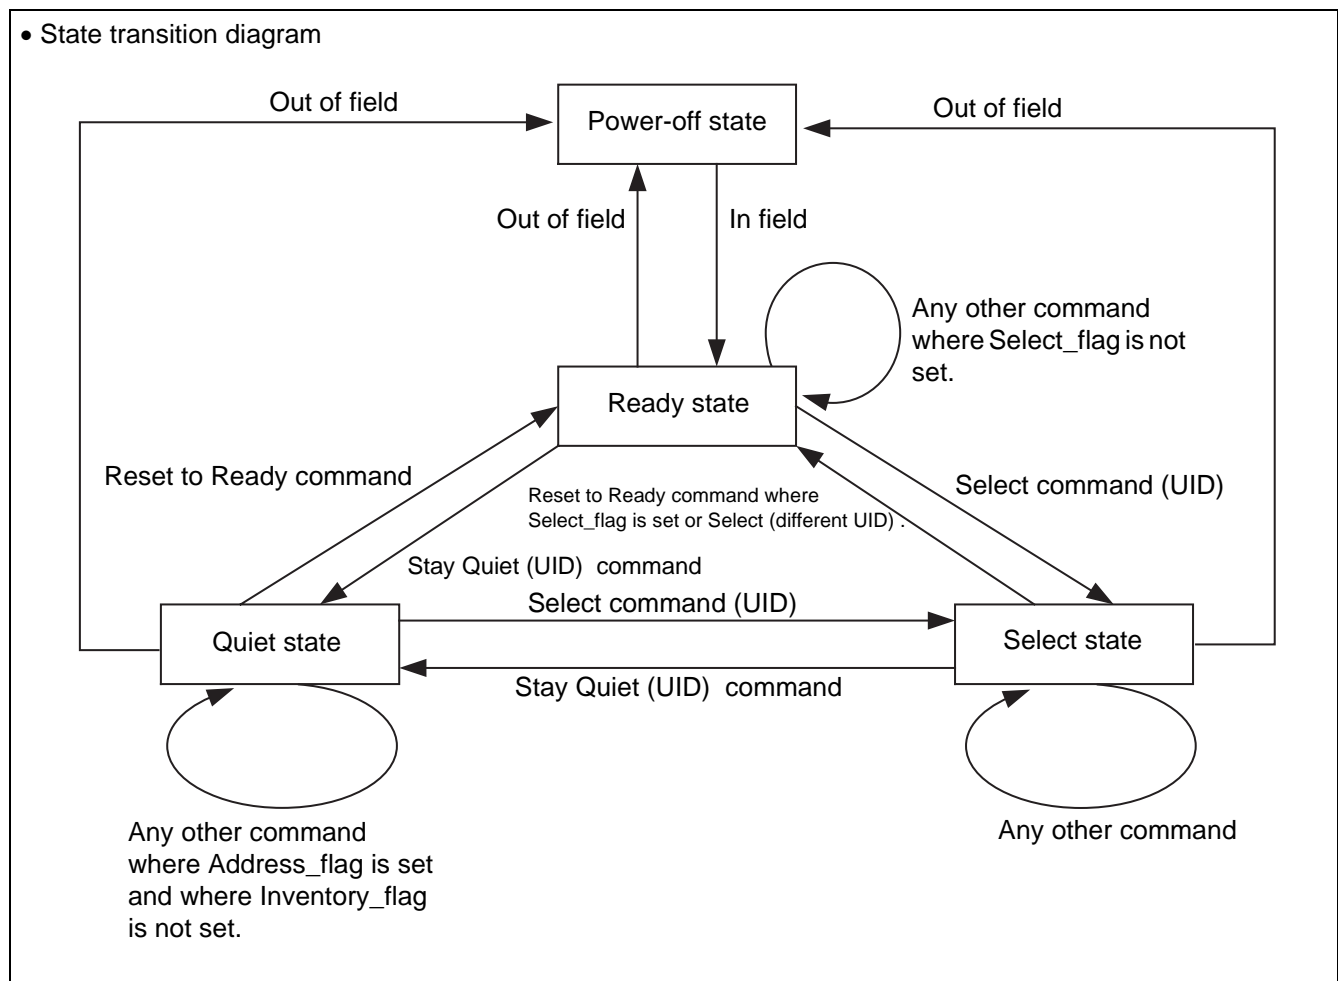 • State transition diagram
Out of field
Power-off state
Out of field
Out of field
In field
Any other command
where Select_flag is not
set.
Ready state
Reset to Ready command
Select command (UID)
Reset to Ready command where
Select_flag is set or Select (different UID) .
Stay Quiet (UID) command
Select command (UID)
Quiet state
Select state
Stay Quiet (UID) command
Any other command
where Address_flag is set
and where Inventory_flag
is not set.
Any other command